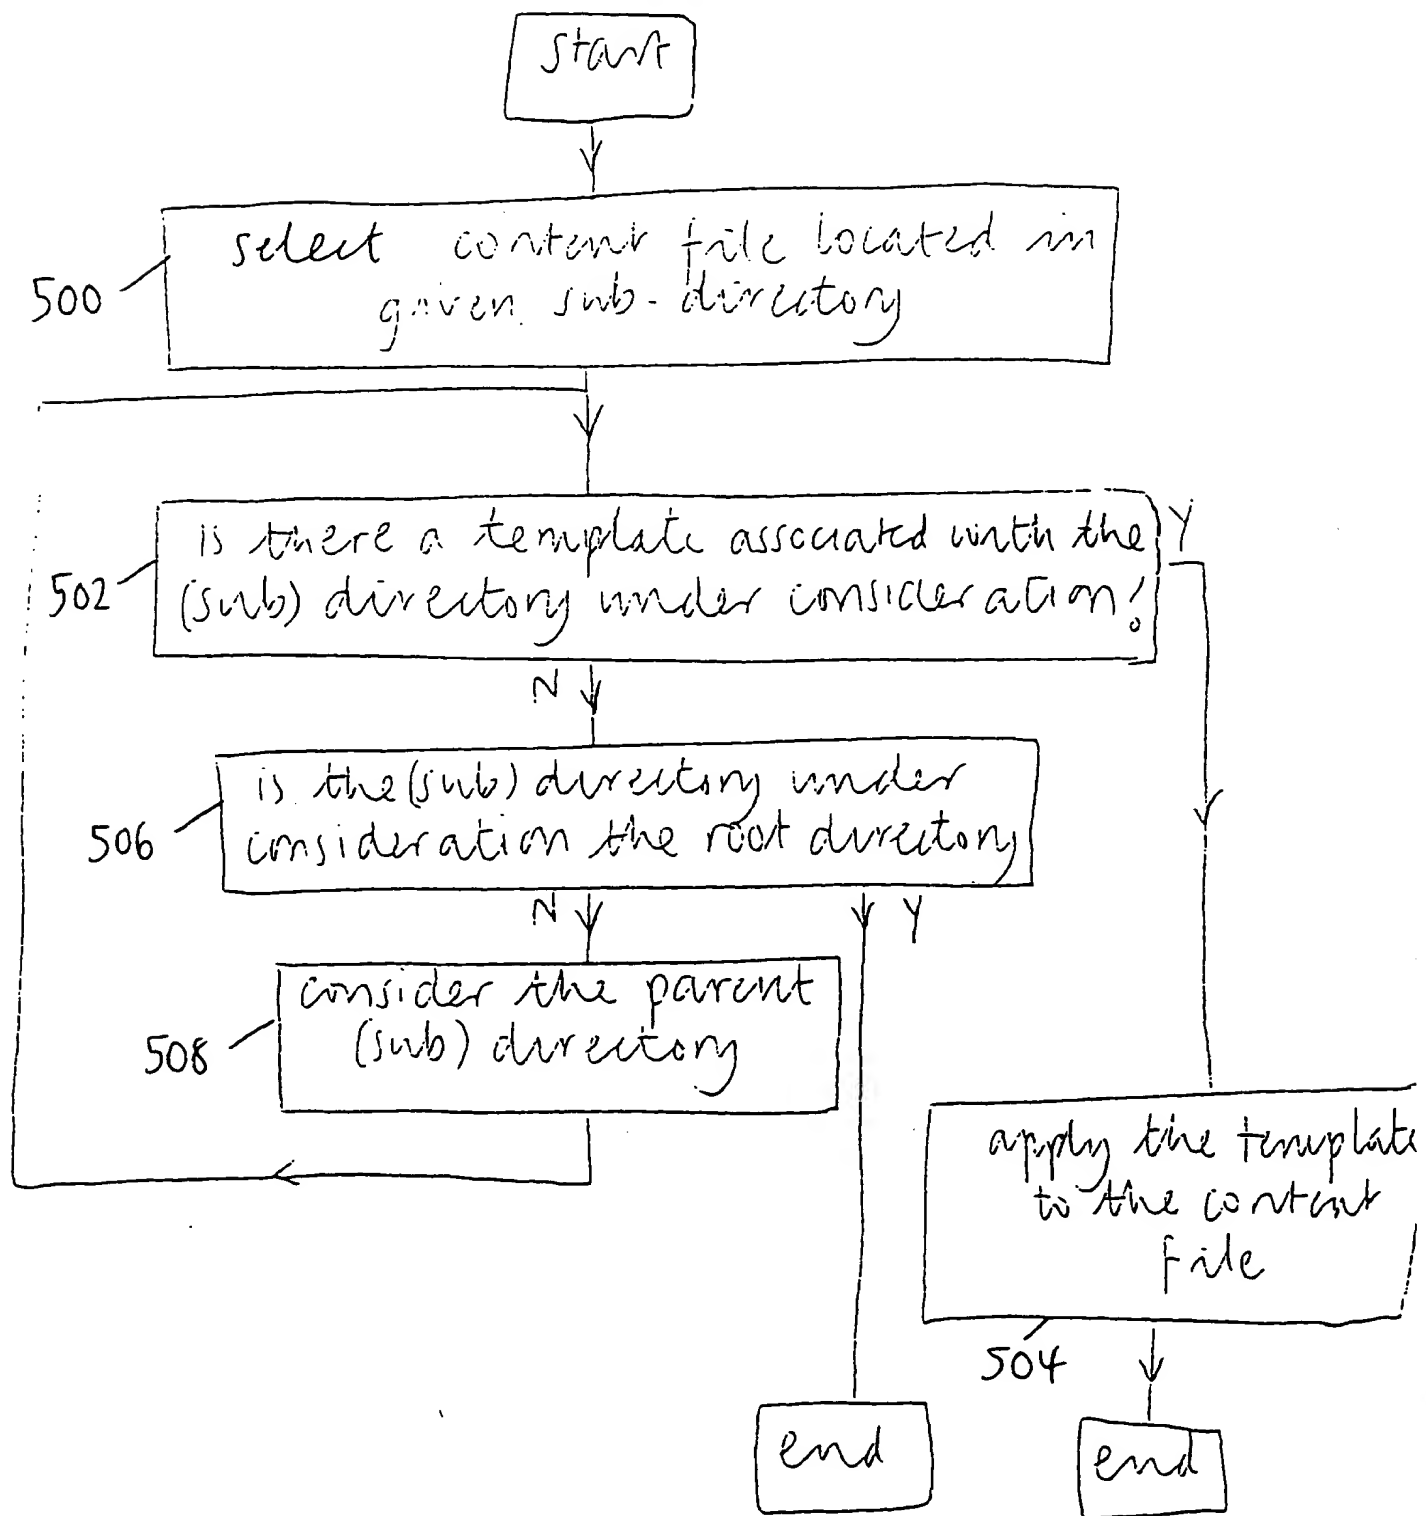 start
select content file located in
given sub-directory
500
is there a template associated with the
(sub) directory under consideration?
Y
502
N
is the (sub) directory under
consideration the root directory
506
N
Y
consider the parent
(sub) directory
508
apply the template
to the content
file
504
end
end